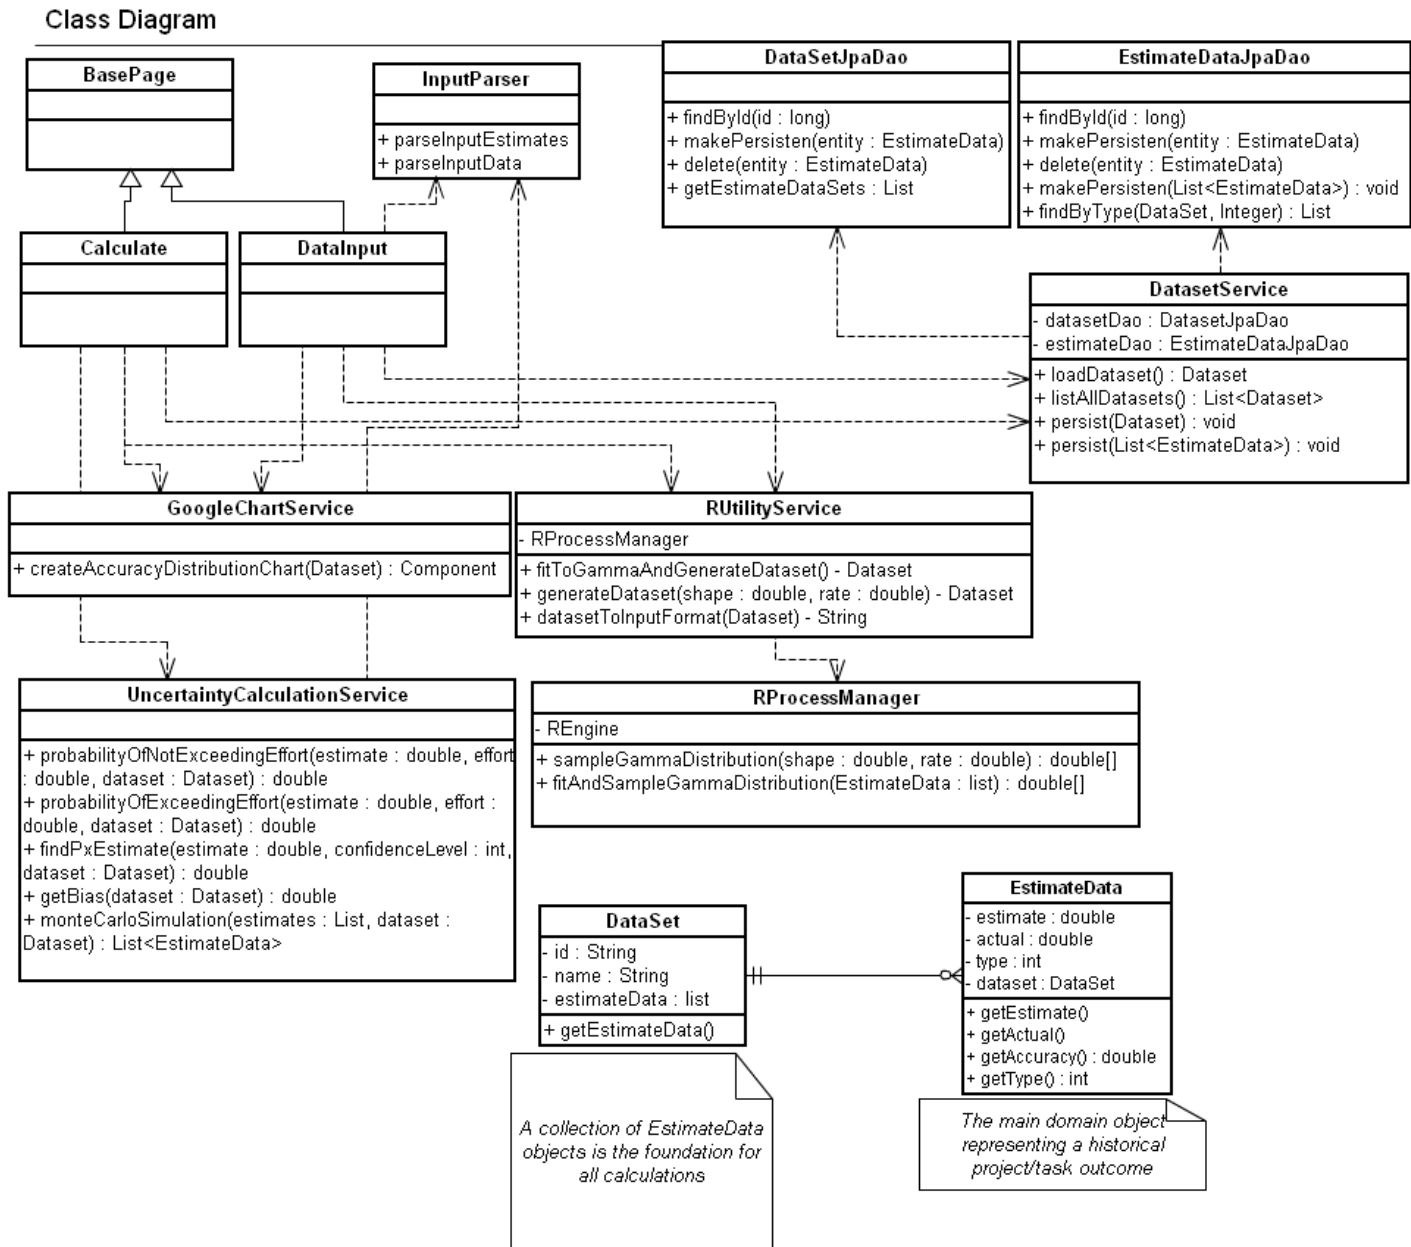 Class Diagram
BasePage
InputParser
+ parseInputEstimates
+ parseInputData
DataSetJpaDao
+ findById(id : long)
+ makePersisten(entity : EstimateData)
+ delete(entity : EstimateData)
+ getEstimateDataSets : List
EstimateDataJpaDao
+ findById(id : long)
+ makePersisten(entity : EstimateData)
+ delete(entity : EstimateData)
+ makePersisten(List<EstimateData>) : void
+ findByType(DataSet, Integer) : List
Calculate
DataInput
DatasetService
- datasetDao : DatasetJpaDao
- estimateDao : EstimateDataJpaDao
+ loadDataset() : Dataset
+ listAllDatasets() : List<Dataset>
+ persist(Dataset) : void
+ persist(List<EstimateData>) : void
GoogleChartService
+ createAccuracyDistributionChart(Dataset) : Component
RUtilityService
- RProcessManager
+ fitToGammaAndGenerateDataset() - Dataset
+ generateDataset(shape : double, rate : double) - Dataset
+ datasetToInputFormat(Dataset) - String
UncertaintyCalculationService
+ probabilityOfNotExceedingEffort(estimate : double, effort
: double, dataset : Dataset) : double
+ probabilityOfExceedingEffort(estimate : double, effort :
double, dataset : Dataset) : double
+ findPxEstimate(estimate : double, confidenceLevel : int,
dataset : Dataset) : double
+ getBias(dataset : Dataset) : double
+ monteCarloSimulation(estimates : List, dataset :
Dataset) : List<EstimateData>
RProcessManager
- REngine
+ sampleGammaDistribution(shape : double, rate : double) : double[]
+ fitAndSampleGammaDistribution(EstimateData : list) : double[]
DataSet
- id : String
- name : String
- estimateData : list
+ getEstimateData()
EstimateData
- estimate : double
- actual : double
- type : int
- dataset : DataSet
+ getEstimate()
+ getActual()
+ getAccuracy() : double
+ getType() : int
A collection of EstimateData
objects is the foundation for
all calculations
The main domain object
representing a historical
project/task outcome